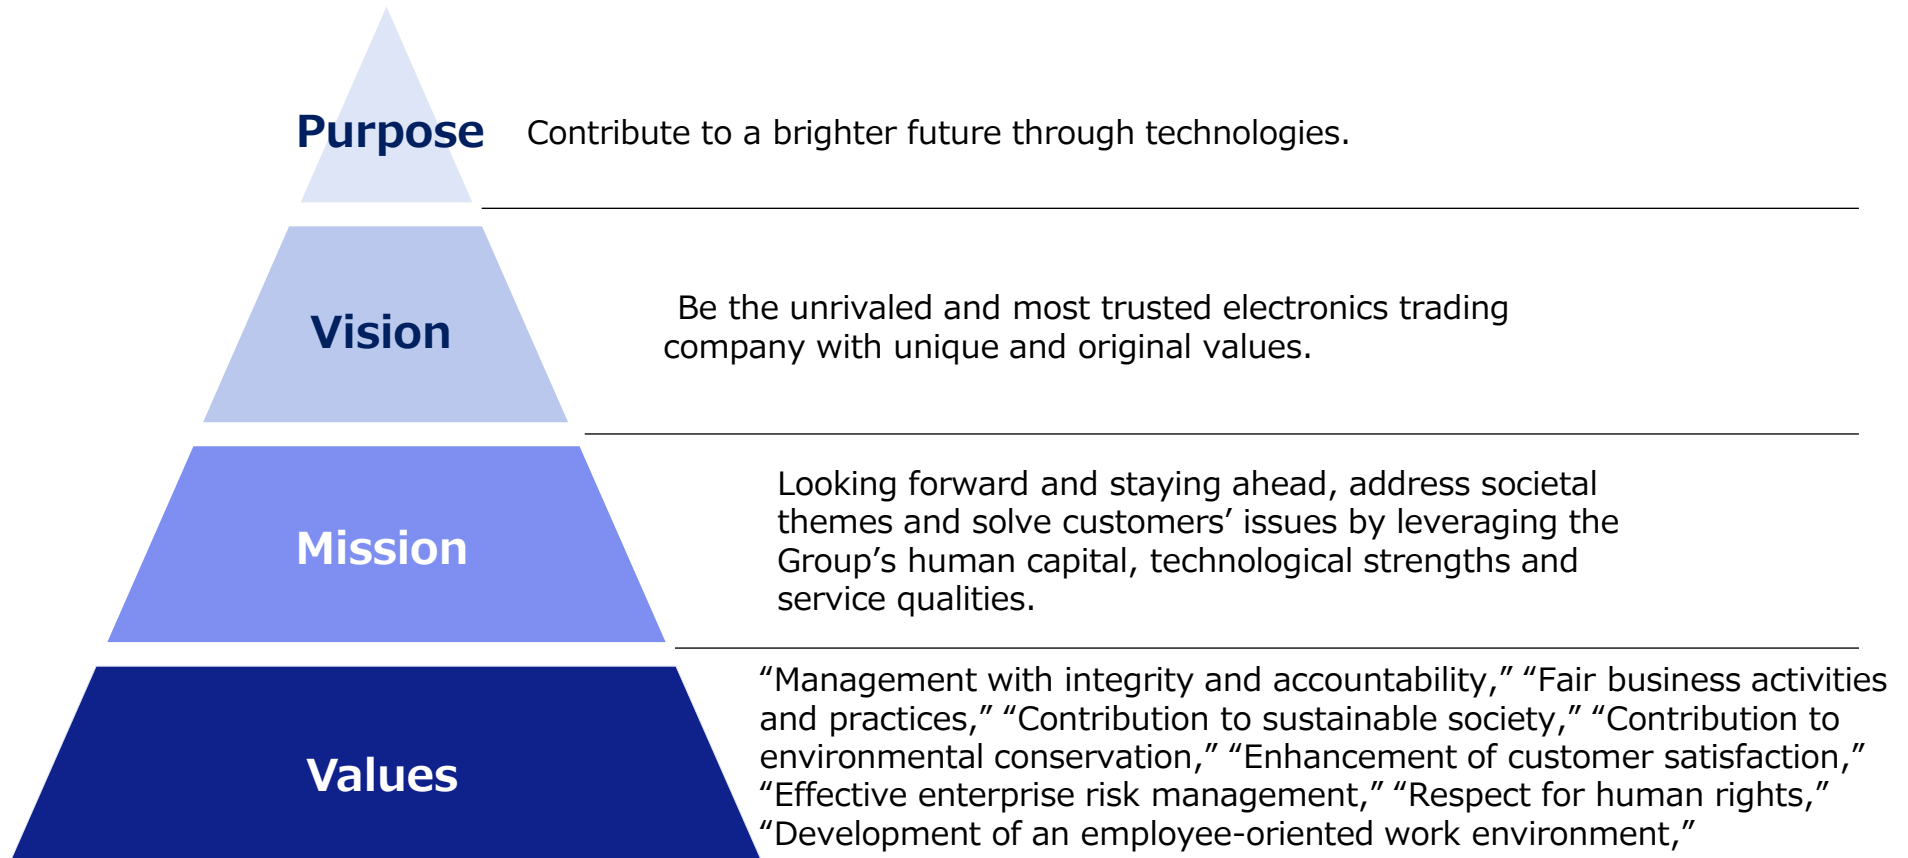 Purpose
Contribute to a brighter future through technologies.
Vision
Be the unrivaled and most trusted electronics trading
company with unique and original values.
Mission
Looking forward and staying ahead, address societal
themes and solve customers’ issues by leveraging the
Group’s human capital, technological strengths and
service qualities.
Values
“Management with integrity and accountability,” “Fair business activities
and practices,” “Contribution to sustainable society,” “Contribution to
environmental conservation,” “Enhancement of customer satisfaction,”
“Effective enterprise risk management,” “Respect for human rights,”
“Development of an employee-oriented work environment,”